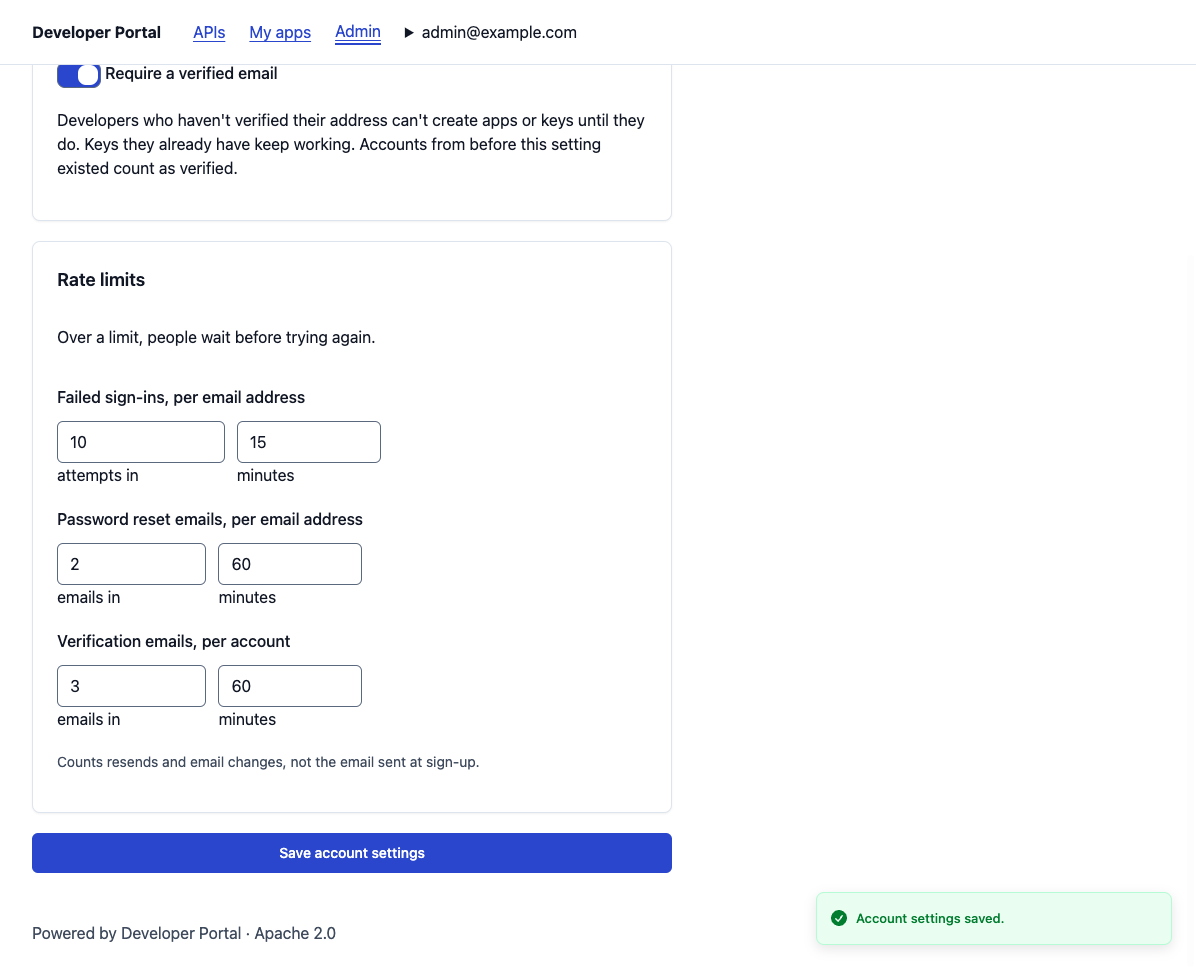 Developer Portal APIs My apps Admin ▶ admin@example.com
Require a verified email
Developers who haven't verified their address can't create apps or keys until they
do. Keys they already have keep working. Accounts from before this setting
existed count as verified.
Rate limits
Over a limit, people wait before trying again.
Failed sign-ins, per email address
10 15
attempts in minutes
Password reset emails, per email address
2 60
emails in minutes
Verification emails, per account
3 60
emails in minutes
Counts resends and email changes, not the email sent at sign-up.
Save account settings
Account settings saved.
Powered by Developer Portal · Apache 2.0